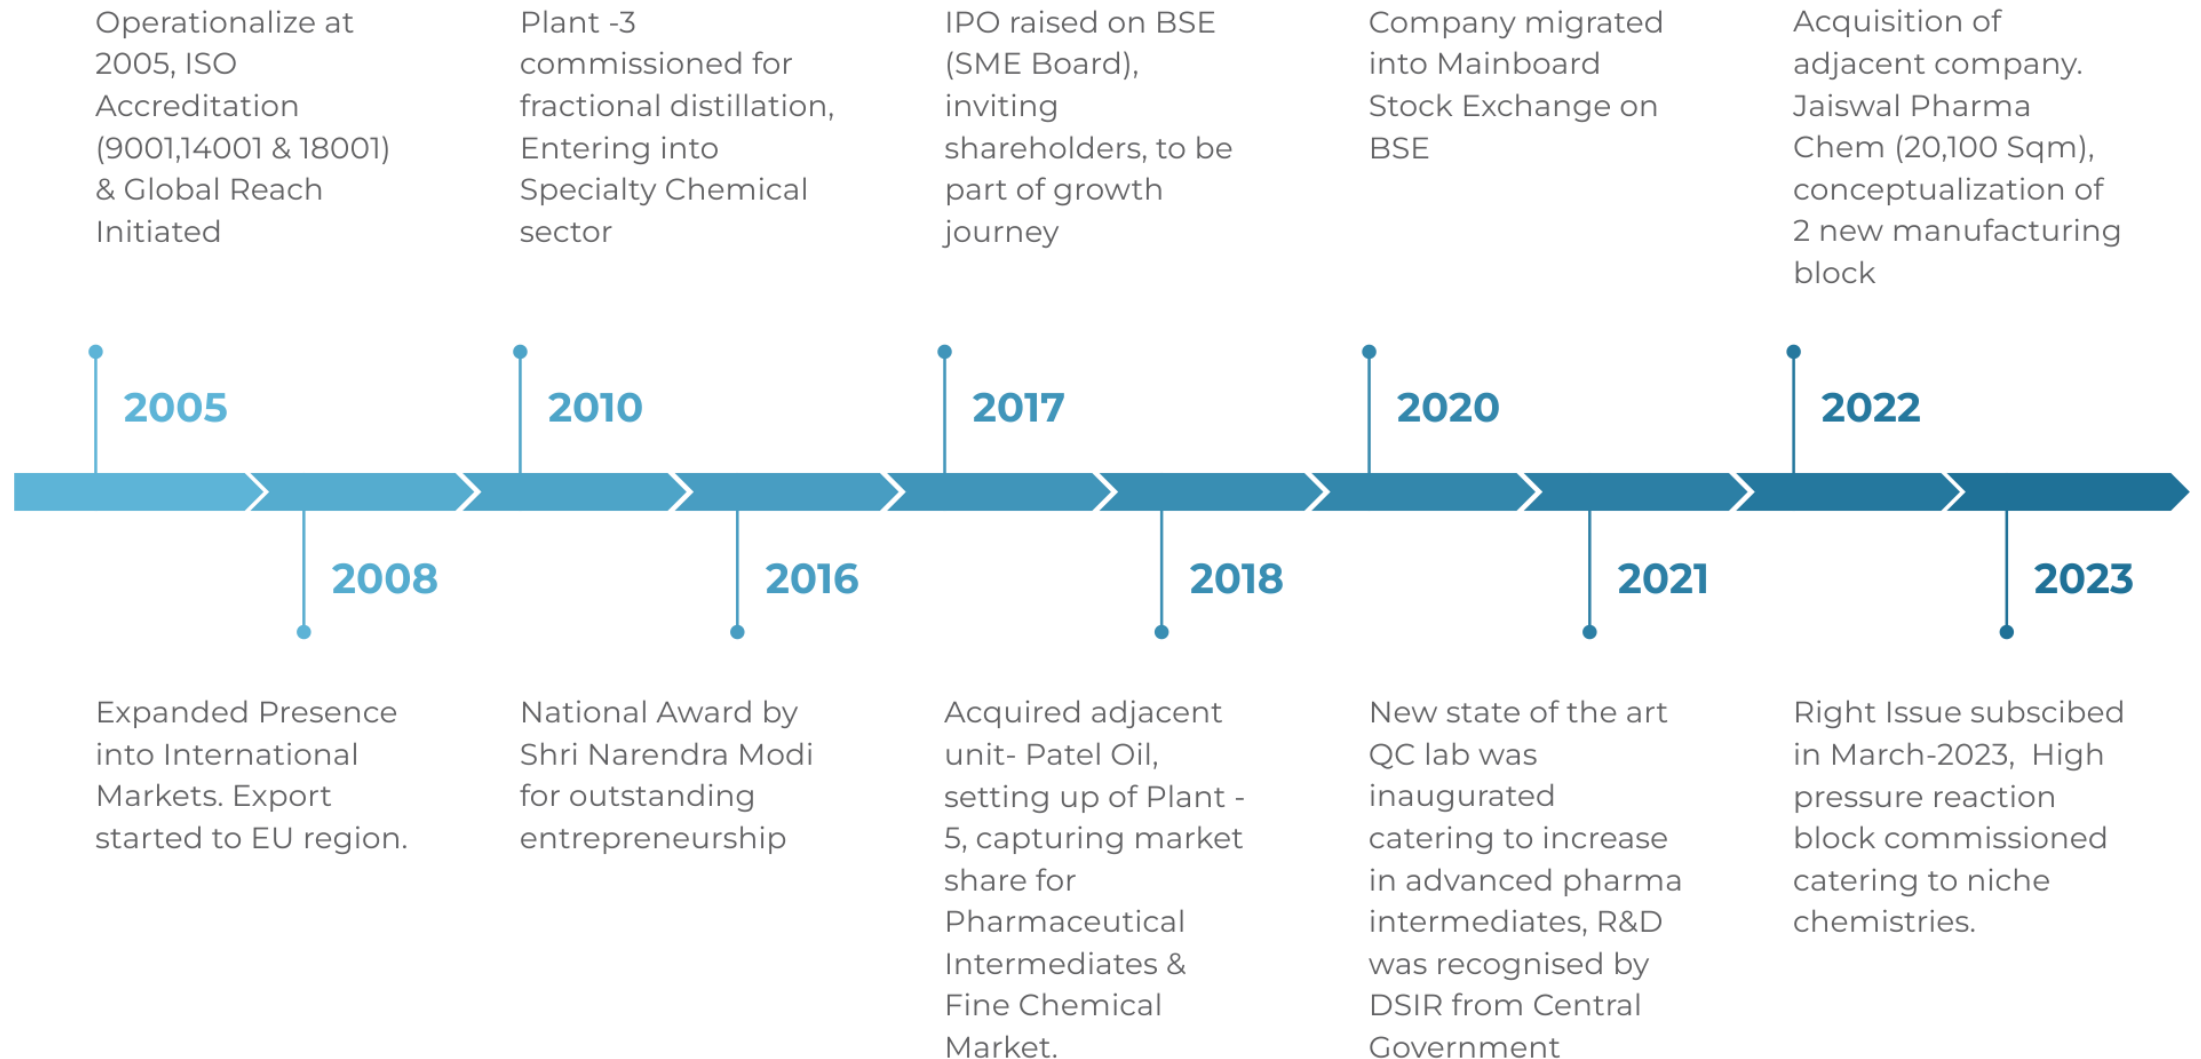 Operationalize at
2005, ISO
Accreditation
(9001,14001 & 18001)
& Global Reach
Initiated
Plant -3
commissioned for
fractional distillation,
Entering into
Specialty Chemical
sector
IPO raised on BSE
(SME Board),
inviting
shareholders, to be
part of growth
journey
Company migrated
into Mainboard
Stock Exchange on
BSE
Acquisition of
adjacent company.
Jaiswal Pharma
Chem (20,100 Sqm),
conceptualization of
2 new manufacturing
block
2005
2010
2017
2020
2022
2008
2016
2018
2021
2023
Expanded Presence
into International
Markets. Export
started to EU region.
National Award by
Shri Narendra Modi
for outstanding
entrepreneurship
Acquired adjacent
unit- Patel Oil,
setting up of Plant -
5, capturing market
share for
Pharmaceutical
Intermediates &
Fine Chemical
Market.
New state of the art
QC lab was
inaugurated
catering to increase
in advanced pharma
intermediates, R&D
was recognised by
DSIR from Central
Government
Right Issue subscibed
in March-2023, High
pressure reaction
block commissioned
catering to niche
chemistries.